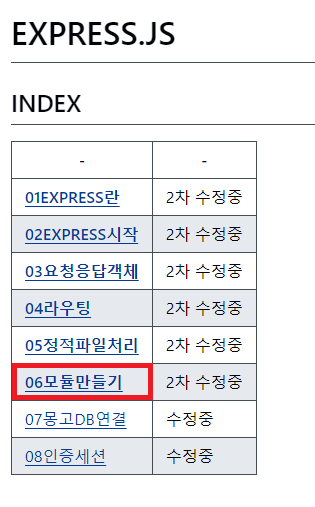 EXPRESS.JS
INDEX
- -
01EXPRESS란 2차 수정중
02EXPRESS시작 2차 수정중
03요청응답객체 2차 수정중
04라우팅 2차 수정중
05정적파일처리 2차 수정중
06모듈만들기 2차 수정중
07몽고DB연결 수정중
08인증세션 수정중